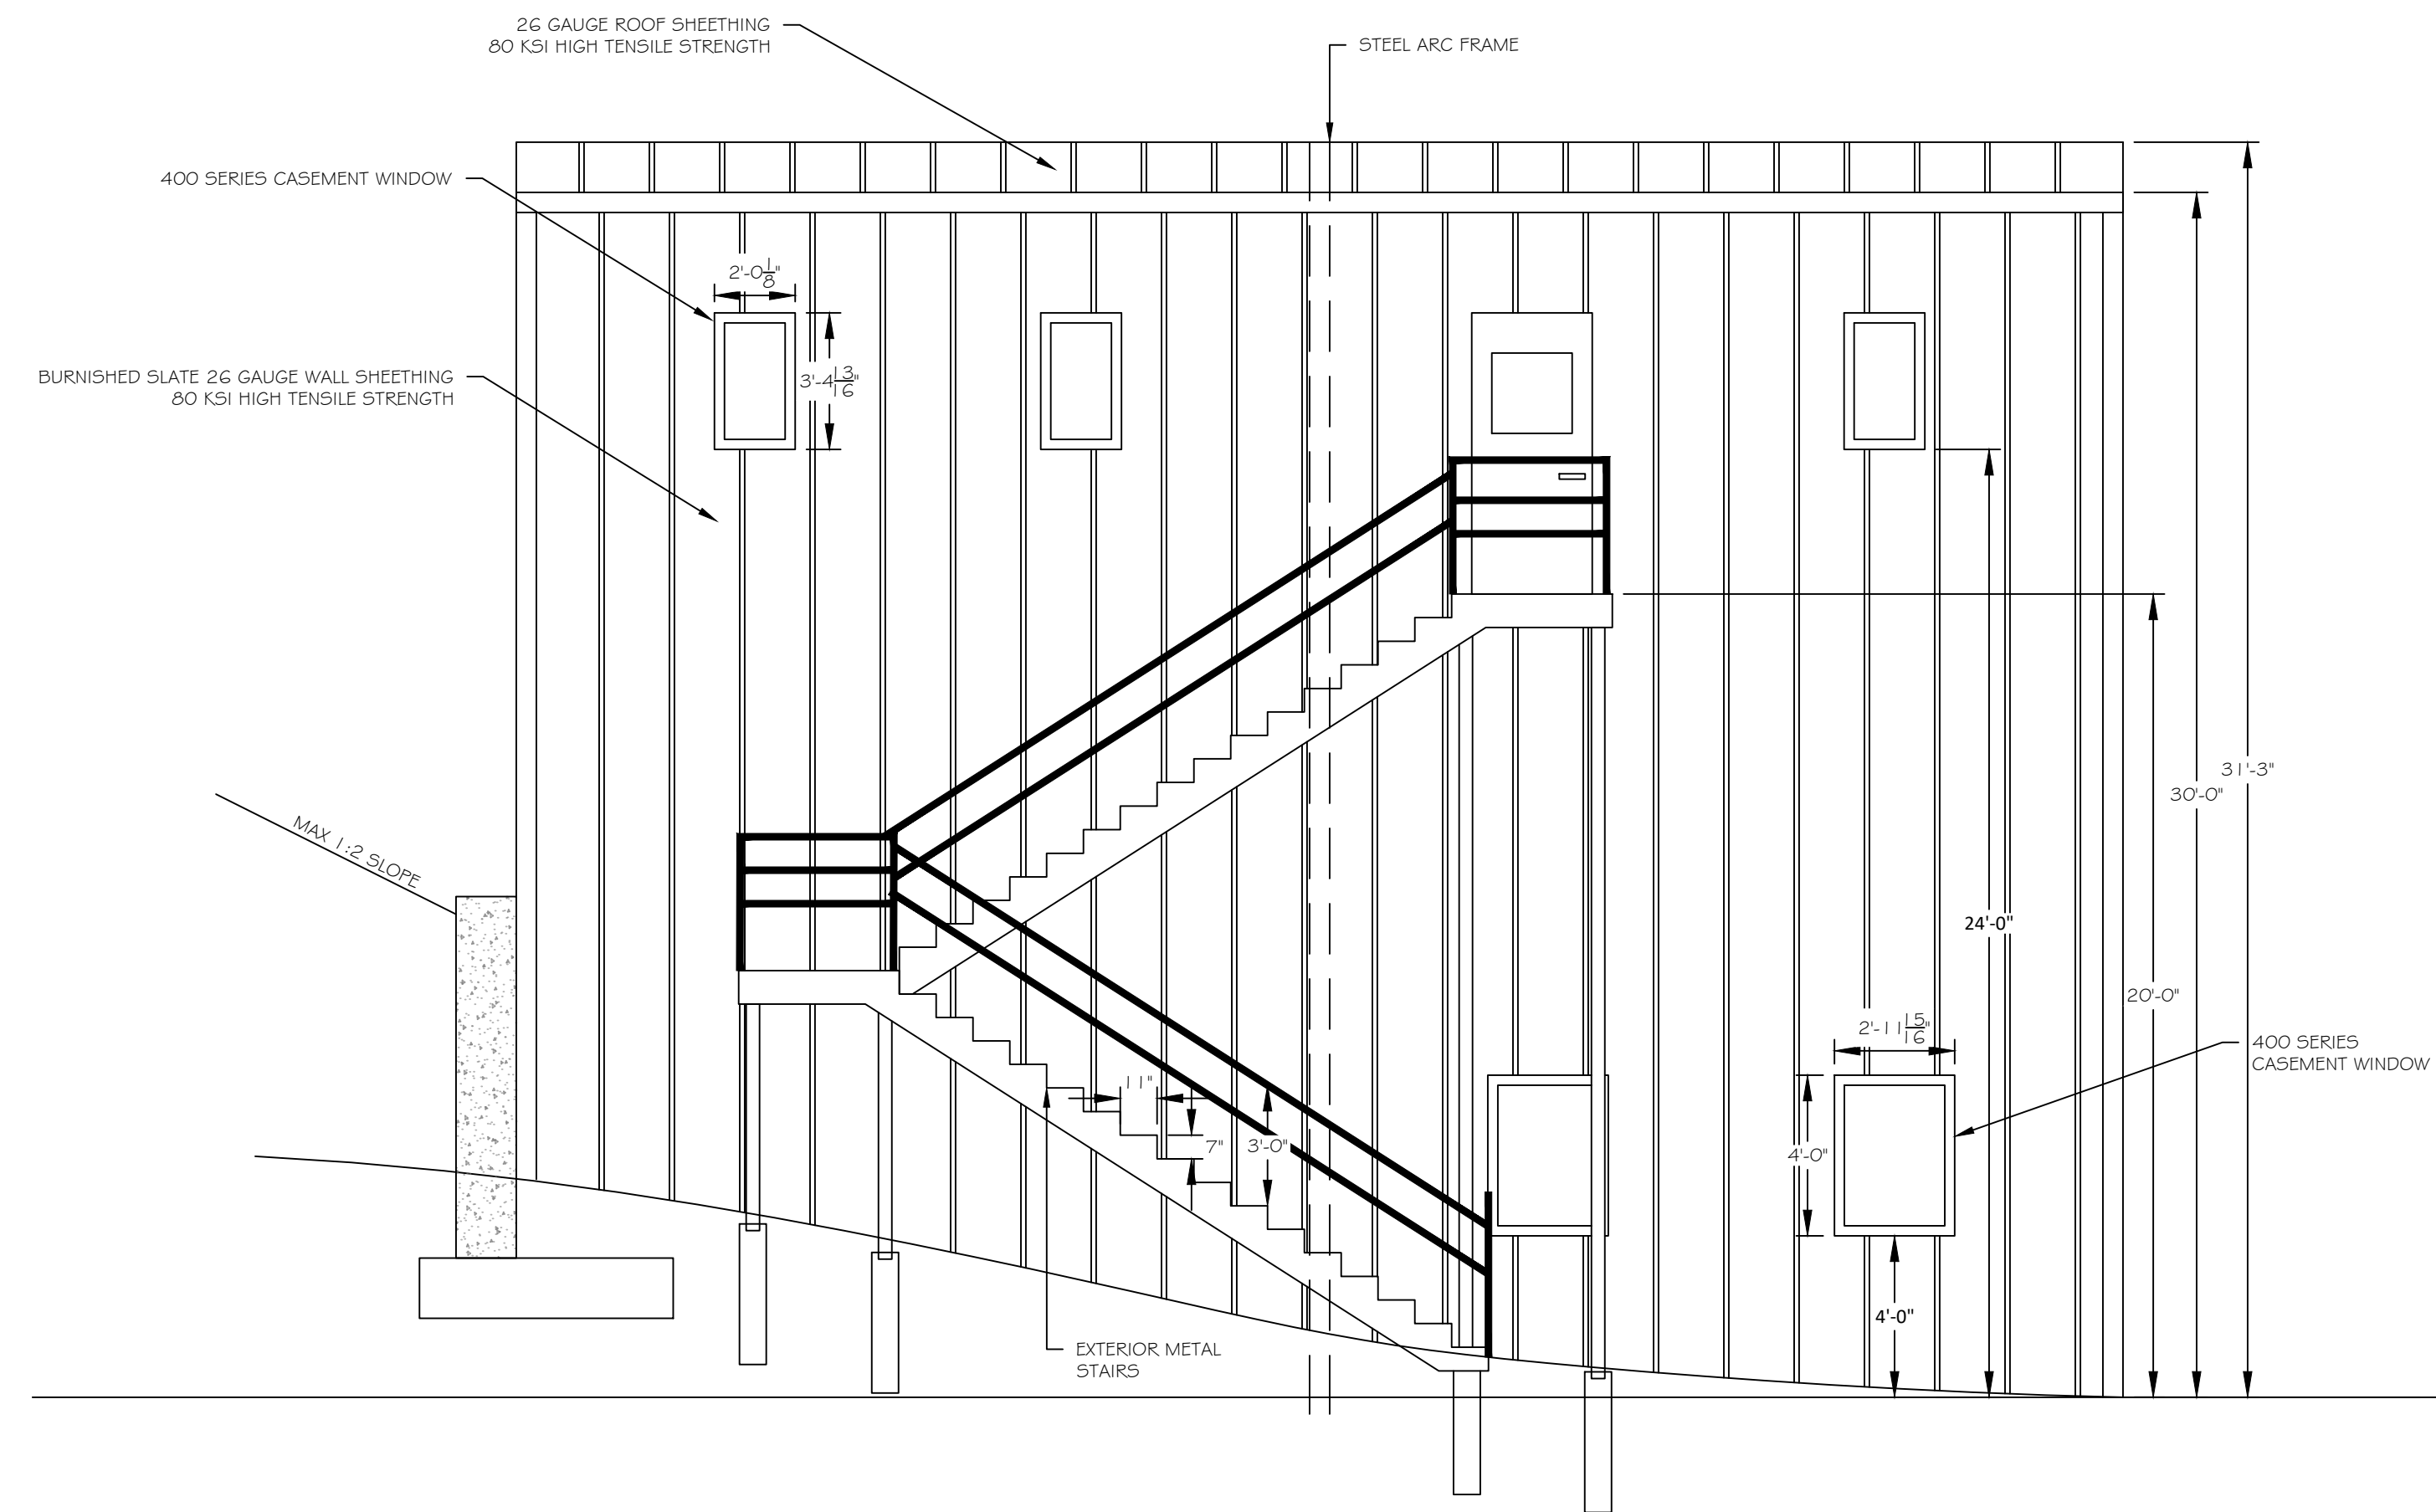 26 GAUGE ROOF SHEETHING
80 KSI HIGH TENSILE STRENGTH
STEEL ARC FRAME
400 SERIES CASEMENT WINDOW
2'-0 1/8"
3'-4 13/16"
BURNISHED SLATE 26 GAUGE WALL SHEETHING
80 KSI HIGH TENSILE STRENGTH
31'-3"
30'-0"
MAX 1:2 SLOPE
24'-0"
20'-0"
2'-11 15/16"
400 SERIES
CASEMENT WINDOW
11"
7"
3'-0"
4'-0"
4'-0"
EXTERIOR METAL
STAIRS